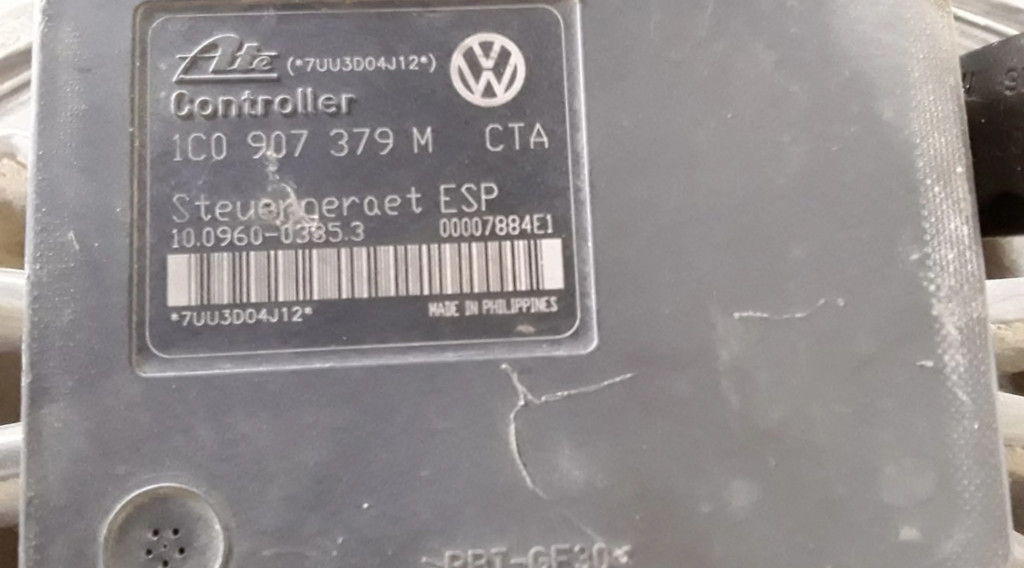 Ate (*7UU3D04J12*)
Controller
1C0 907 379 M CTA
Steuergeraet ESP
10.0960-0385.3 00007884E1
*7UU3D04J12* MADE IN PHILIPPINES